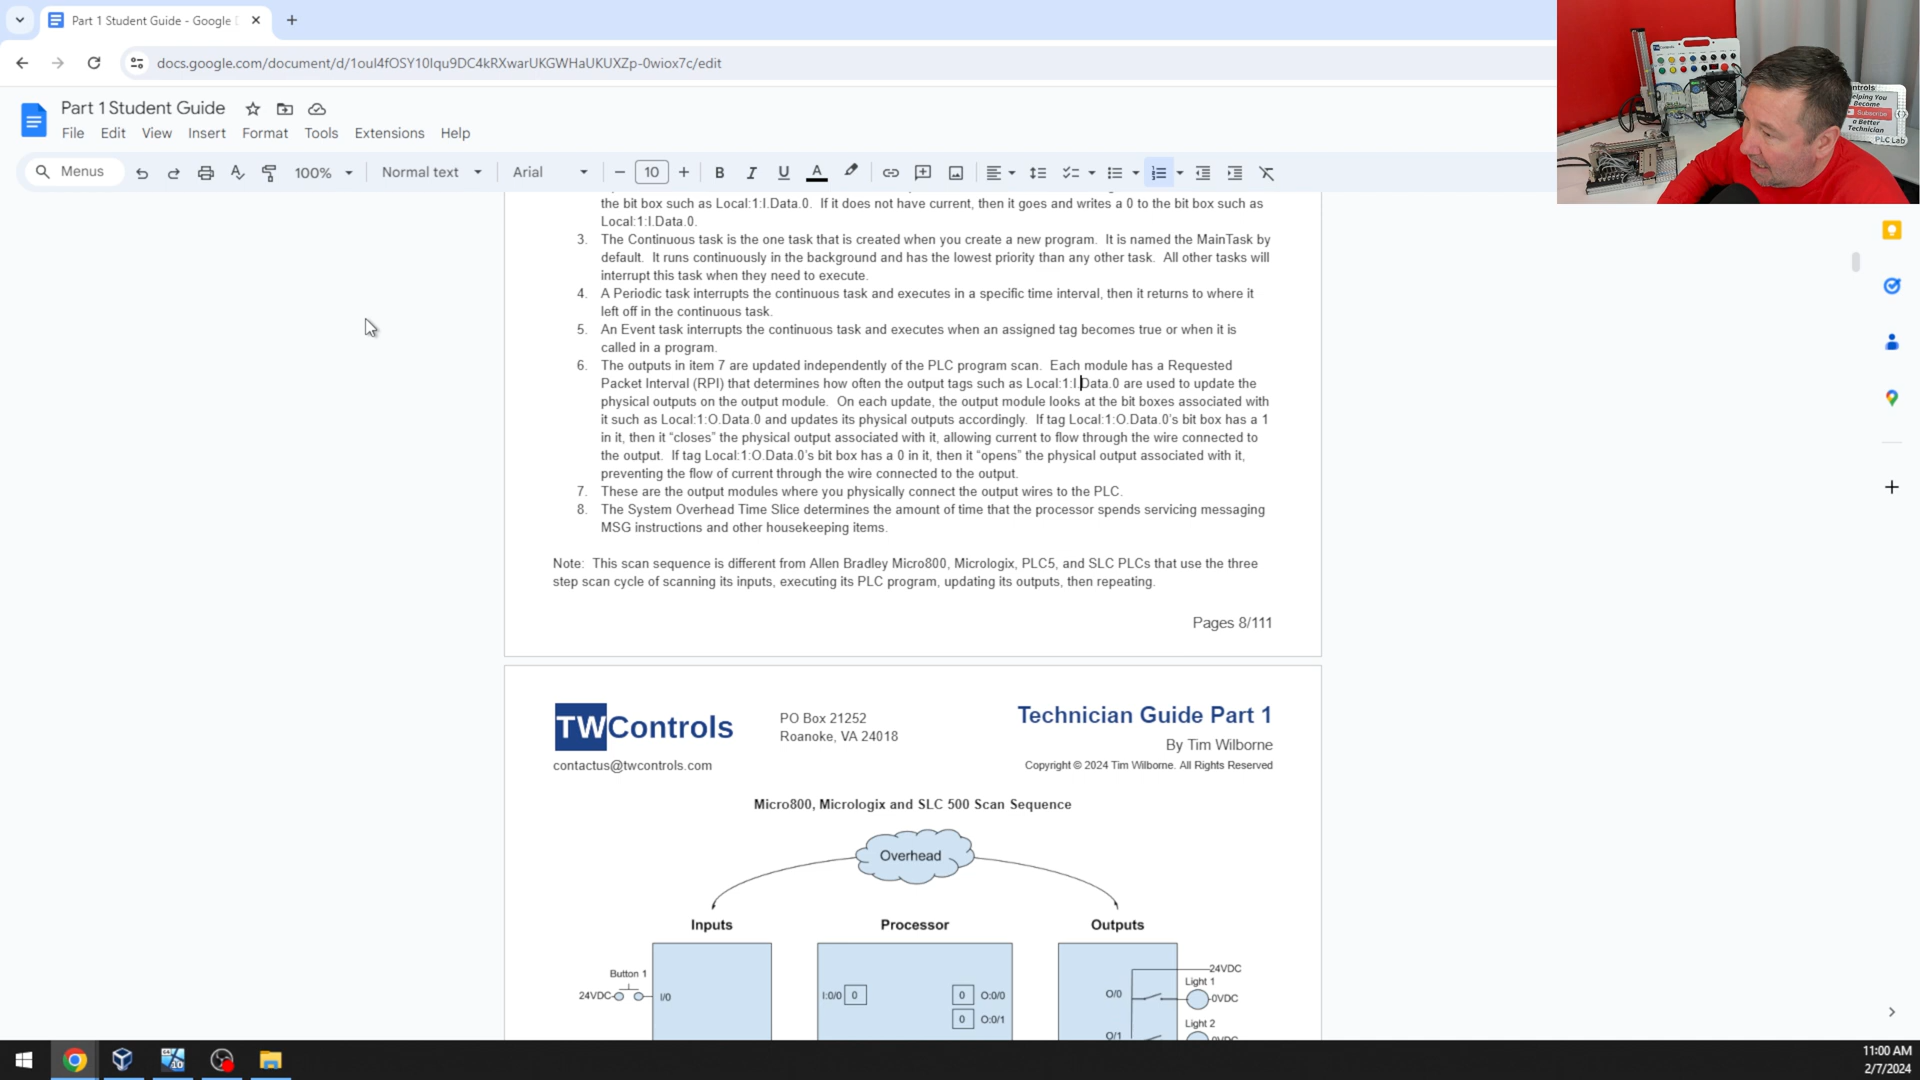 Part 1 Student Guide - Google
docs.google.com/document/d/1oul4fOSY10Iqu9DC4kRXwarUKGWHaUKUXZp-0wiox7c/edit
Part 1 Student Guide
File Edit View Insert Format Tools Extensions Help
Menus 100% Normal text Arial 10 B I U A
ntrols
Helping You
Become
Subscribe
a Better
Technician
PLC Lab
the bit box such as Local:1:I.Data.0. If it does not have current, then it goes and writes a 0 to the bit box such as
Local:1:I.Data.0.
3. The Continuous task is the one task that is created when you create a new program. It is named the MainTask by
default. It runs continuously in the background and has the lowest priority than any other task. All other tasks will
interrupt this task when they need to execute.
4. A Periodic task interrupts the continuous task and executes in a specific time interval, then it returns to where it
left off in the continuous task.
5. An Event task interrupts the continuous task and executes when an assigned tag becomes true or when it is
called in a program.
6. The outputs in item 7 are updated independently of the PLC program scan. Each module has a Requested
Packet Interval (RPI) that determines how often the output tags such as Local:1:I.Data.0 are used to update the
physical outputs on the output module. On each update, the output module looks at the bit boxes associated with
it such as Local:1:O.Data.0 and updates its physical outputs accordingly. If tag Local:1:O.Data.0's bit box has a 1
in it, then it “closes” the physical output associated with it, allowing current to flow through the wire connected to
the output. If tag Local:1:O.Data.0's bit box has a 0 in it, then it “opens” the physical output associated with it,
preventing the flow of current through the wire connected to the output.
7. These are the output modules where you physically connect the output wires to the PLC.
8. The System Overhead Time Slice determines the amount of time that the processor spends servicing messaging
MSG instructions and other housekeeping items.
Note: This scan sequence is different from Allen Bradley Micro800, Micrologix, PLC5, and SLC PLCs that use the three
step scan cycle of scanning its inputs, executing its PLC program, updating its outputs, then repeating.
Pages 8/111
TWControls
PO Box 21252
Roanoke, VA 24018
contactus@twcontrols.com
Technician Guide Part 1
By Tim Wilborne
Copyright © 2024 Tim Wilborne. All Rights Reserved
Micro800, Micrologix and SLC 500 Scan Sequence
Overhead
Inputs Processor Outputs
Button 1
24VDC I/0
I:0/0 0
0 O:0/0
0 O:0/1
24VDC
Light 1
O/0 0VDC
Light 2
O/1 0VDC
11:00 AM
2/7/2024